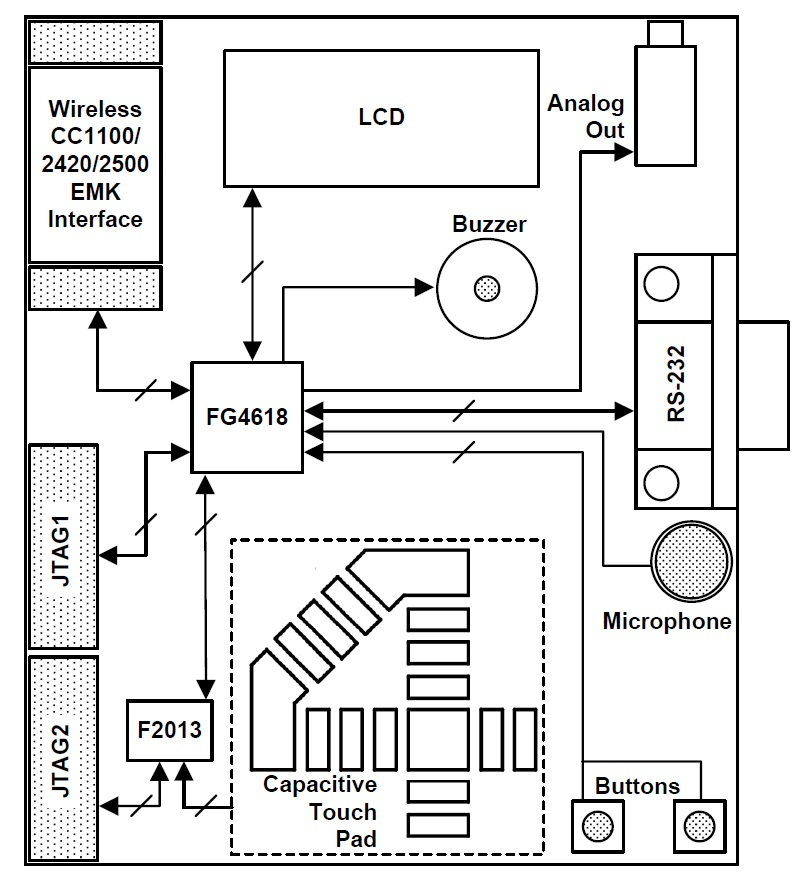 Wireless
CC1100/
2420/2500
EMK
Interface
LCD
Analog
Out
Buzzer
RS-232
FG4618
JTAG1
Microphone
F2013
JTAG2
Capacitive
Touch
Pad
Buttons